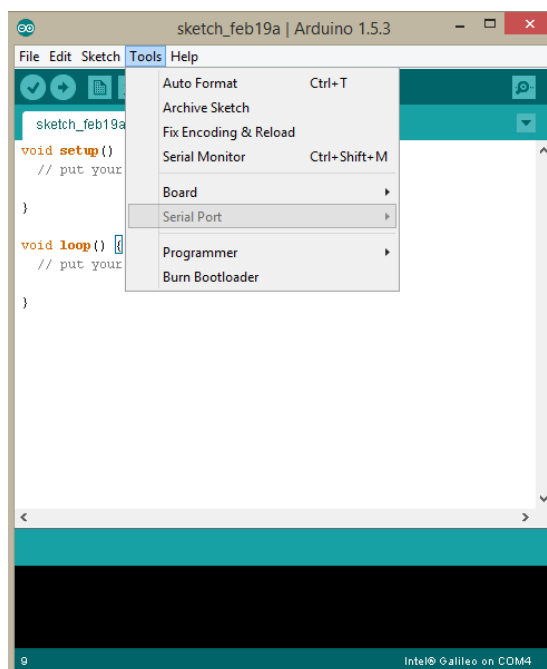 sketch_feb19a | Arduino 1.5.3
File Edit Sketch Tools Help
Auto Format Ctrl+T
Archive Sketch
Fix Encoding & Reload
Serial Monitor Ctrl+Shift+M
Board
Serial Port
Programmer
Burn Bootloader
sketch_feb19a
void setup()
// put your
}
void loop() {
// put your
}
9
Intel® Galileo on COM4